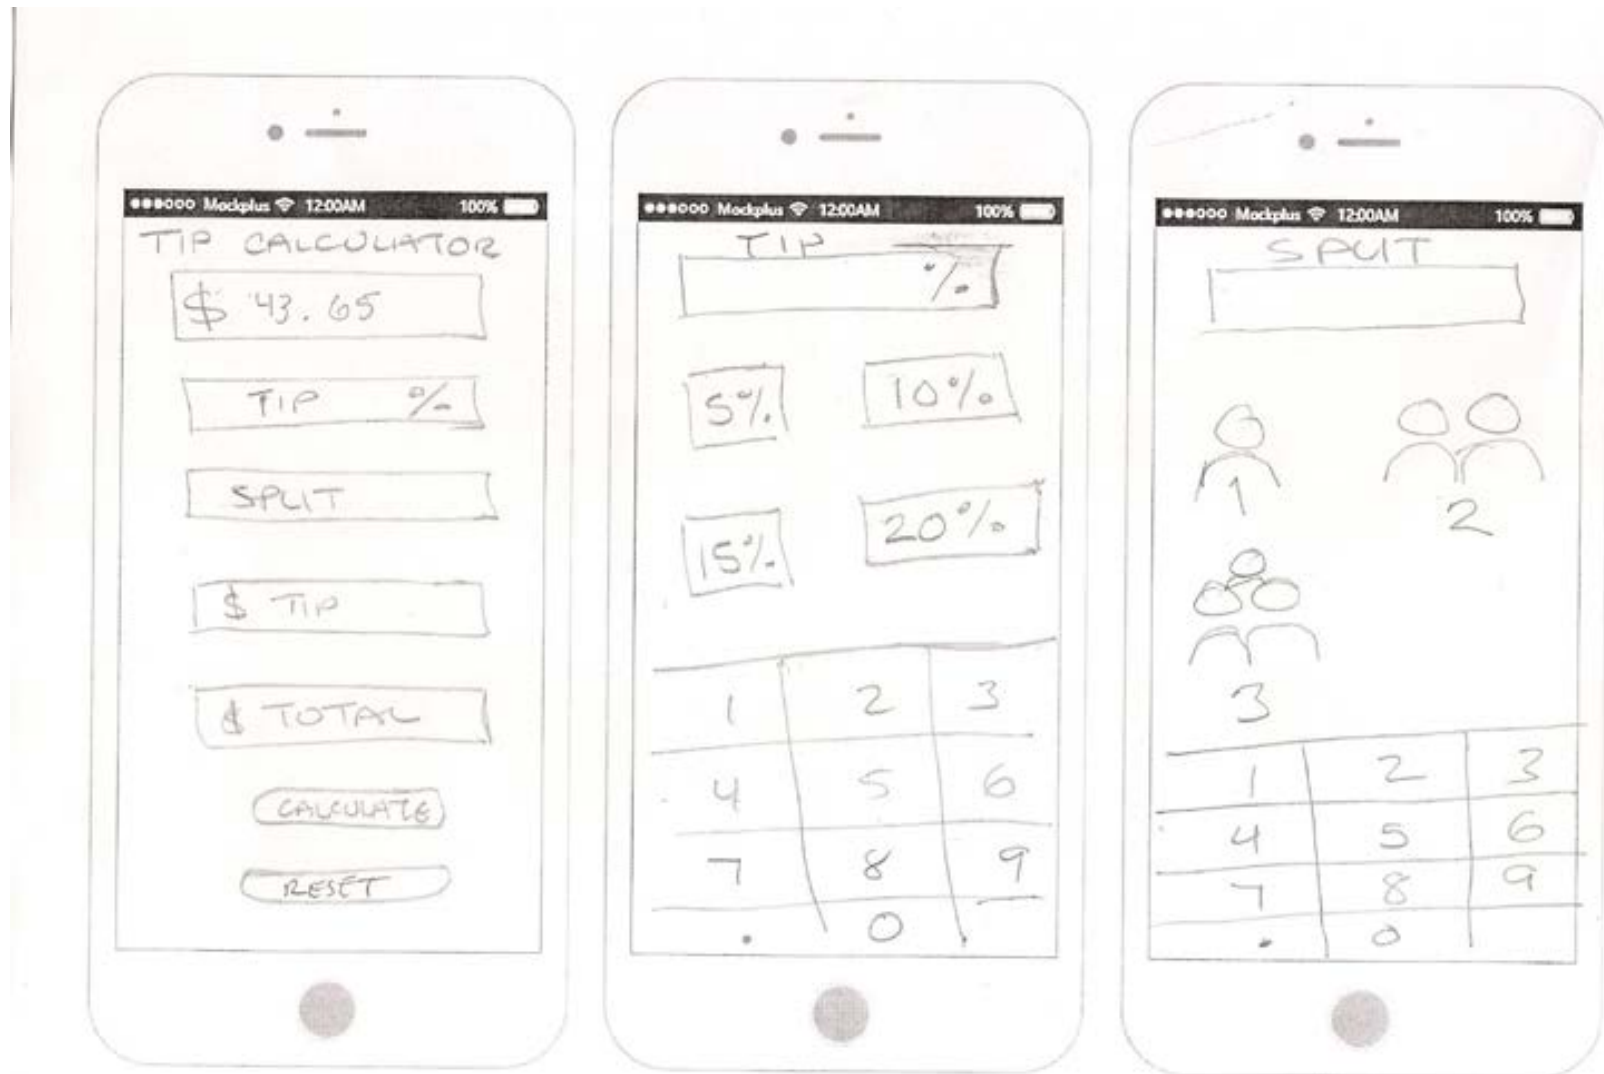 ●●●○○○ Mockplus 12:00AM 100%
TIP CALCULATOR
$ 43.65
TIP %
SPLIT
$ TIP
$ TOTAL
CALCULATE
RESET
●●●○○○ Mockplus 12:00AM 100%
TIP
%
5% 10%
15% 20%
1 2 3
4 5 6
7 8 9
. 0
●●●○○○ Mockplus 12:00AM 100%
SPLIT
1 2
3
1 2 3
4 5 6
7 8 9
. 0